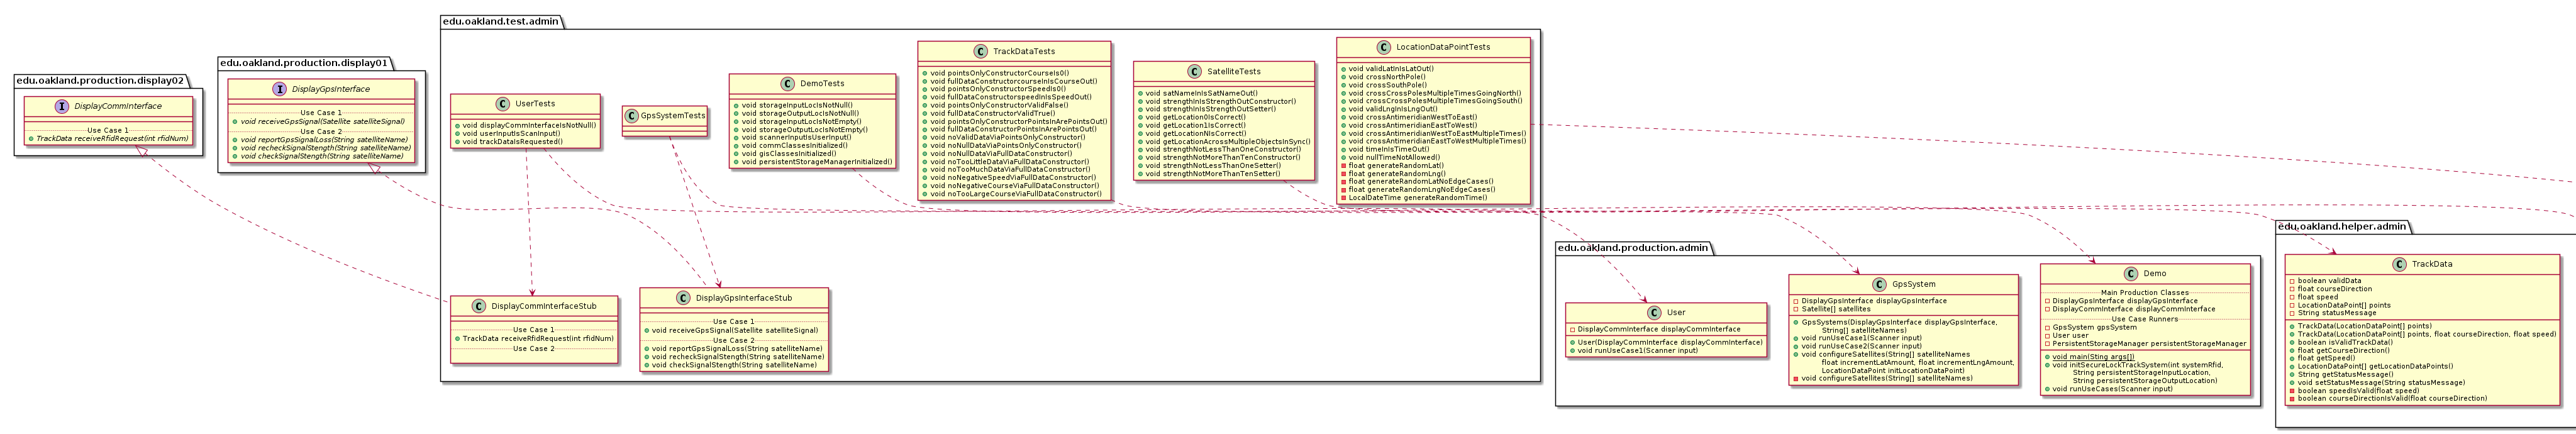 edu.oakland.production.display02
DisplayCommInterface
Use Case 1
TrackData receiveRfidRequest(int rfidNum)
edu.oakland.production.display01
DisplayGpsInterface
Use Case 1
void receiveGpsSignal(Satellite satelliteSignal)
Use Case 2
void reportGpsSignalLoss(String satelliteName)
void recheckSignalStength(String satelliteName)
void checkSignalStength(String satelliteName)
edu.oakland.test.admin
UserTests
void displayCommInterfaceIsNotNull()
void userInputIsScanInput()
void trackDataIsRequested()
GpsSystemTests
DemoTests
void storageInputLocIsNotNull()
void storageOutputLocIsNotNull()
void storageInputLocIsNotEmpty()
void storageOutputLocIsNotEmpty()
void scannerInputIsUserInput()
void commClassesInitialized()
void gisClassesInitialized()
void persistentStorageManagerInitialized()
TrackDataTests
void pointsOnlyConstructorCourseIs0()
void fullDataConstructorcourseInIsCourseOut()
void pointsOnlyConstructorSpeedIs0()
void fullDataConstructorspeedInIsSpeedOut()
void pointsOnlyConstructorValidFalse()
void fullDataConstructorValidTrue()
void pointsOnlyConstructorPointsInArePointsOut()
void fullDataConstructorPointsInArePointsOut()
void noValidDataViaPointsOnlyConstructor()
void noNullDataViaPointsOnlyConstructor()
void noNullDataViaFullDataConstructor()
void noTooLittleDataViaFullDataConstructor()
void noTooMuchDataViaFullDataConstructor()
void noNegativeSpeedViaFullDataConstructor()
void noNegativeCourseViaFullDataConstructor()
void noTooLargeCourseViaFullDataConstructor()
SatelliteTests
void satNameInIsSatNameOut()
void strengthInIsStrengthOutConstructor()
void strengthInIsStrengthOutSetter()
void getLocation0IsCorrect()
void getLocation1IsCorrect()
void getLocationNIsCorrect()
void getLocationAcrossMultipleObjectsInSync()
void strengthNotLessThanOneConstructor()
void strengthNotMoreThanTenConstructor()
void strengthNotLessThanOneSetter()
void strengthNotMoreThanTenSetter()
LocationDataPointTests
void validLatInIsLatOut()
void crossNorthPole()
void crossSouthPole()
void crossCrossPolesMultipleTimesGoingNorth()
void crossCrossPolesMultipleTimesGoingSouth()
void validLngInIsLngOut()
void crossAntimeridianWestToEast()
void crossAntimeridianEastToWest()
void crossAntimeridianWestToEastMultipleTimes()
void crossAntimeridianEastToWestMultipleTimes()
void timeInIsTimeOut()
void nullTimeNotAllowed()
float generateRandomLat()
float generateRandomLng()
float generateRandomLatNoEdgeCases()
float generateRandomLngNoEdgeCases()
LocalDateTime generateRandomTime()
DisplayCommInterfaceStub
Use Case 1
TrackData receiveRfidRequest(int rfidNum)
Use Case 2
DisplayGpsInterfaceStub
Use Case 1
void receiveGpsSignal(Satellite satelliteSignal)
Use Case 2
void reportGpsSignalLoss(String satelliteName)
void recheckSignalStength(String satelliteName)
void checkSignalStength(String satelliteName)
edu.oakland.production.admin
User
DisplayCommInterface displayCommInterface
User(DisplayCommInterface displayCommInterface)
void runUseCase1(Scanner input)
GpsSystem
DisplayGpsInterface displayGpsInterface
Satellite[] satellites
GpsSystems(DisplayGpsInterface displayGpsInterface,
String[] satelliteNames)
void runUseCase1(Scanner input)
void runUseCase2(Scanner input)
void configureSatellites(String[] satelliteNames
float incrementLatAmount, float incrementLngAmount,
LocationDataPoint initLocationDataPoint)
void configureSatellites(String[] satelliteNames)
Demo
Main Production Classes
DisplayGpsInterface displayGpsInterface
DisplayCommInterface displayCommInterface
Use Case Runners
GpsSystem gpsSystem
User user
PersistentStorageManager persistentStorageManager
void main(String args[])
void initSecureLockTrackSystem(int systemRfid,
String persistentStorageInputLocation,
String persistentStorageOutputLocation)
void runUseCases(Scanner input)
edu.oakland.helper.admin
TrackData
boolean validData
float courseDirection
float speed
LocationDataPoint[] points
String statusMessage
TrackData(LocationDataPoint[] points)
TrackData(LocationDataPoint[] points, float courseDirection, float speed)
boolean isValidTrackData()
float getCourseDirection()
float getSpeed()
LocationDataPoint[] getLocationDataPoints()
String getStatusMessage()
void setStatusMessage(String statusMessage)
boolean speedIsValid(float speed)
boolean courseDirectionIsValid(float courseDirection)